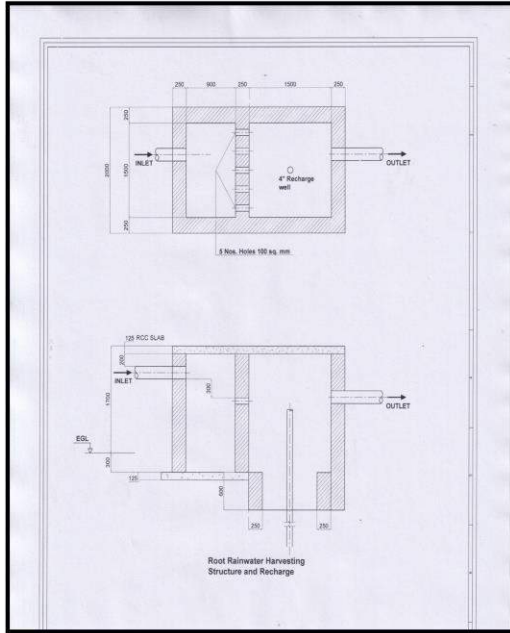 250
900
250
1500
250
250
2000
1500
250
INLET
OUTLET
4" Recharge
well
5 Nos. Holes 100 sq. mm
125 RCC SLAB
200
INLET
300
OUTLET
1700
EGL
300
125
600
250
250
Root Rainwater Harvesting
Structure and Recharge